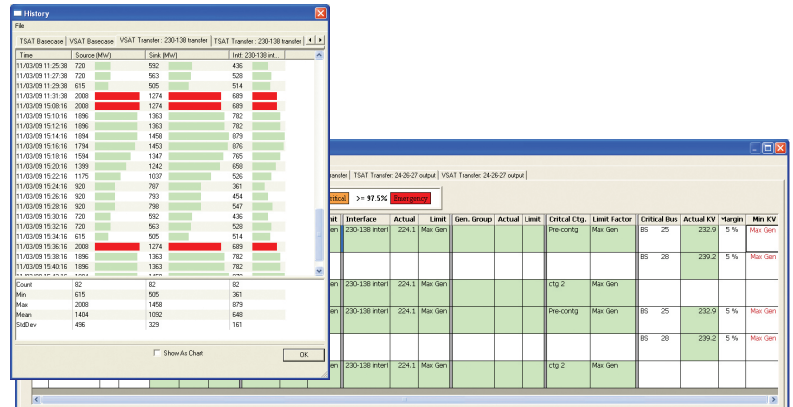 History
File
TSAT Basecase VSAT Basecase VSAT Transfer : 230-138 transfer TSAT Transfer : 230-138 transfer
Time Source (MW) Sink (MW) Intf: 230-138 int...
11/03/09 11:25:38 720 592 436
11/03/09 11:27:38 720 563 528
11/03/09 11:29:38 615 505 514
11/03/09 11:31:38 2008 1274 689
11/03/09 15:08:16 2008 1274 689
11/03/09 15:10:16 1896 1363 782
11/03/09 15:12:16 1896 1363 782
11/03/09 15:14:16 1894 1458 879
11/03/09 15:16:16 1794 1453 876
11/03/09 15:18:16 1594 1347 765
11/03/09 15:20:16 1399 1242 658
11/03/09 15:22:16 1175 1037 526
11/03/09 15:24:16 920 787 361
11/03/09 15:26:16 920 793 454
11/03/09 15:28:16 920 798 547
11/03/09 15:30:16 720 592 436
11/03/09 15:32:16 720 563 528
11/03/09 15:34:16 615 505 514
11/03/09 15:36:16 2008 1274 689
11/03/09 15:38:16 1896 1363 782
11/03/09 15:40:16 1896 1363 782
Count 82 82 82
Min 615 505 361
Max 2008 1458 879
Mean 1404 1092 648
StdDev 496 329 161
Show As Chart OK
TSAT Transfer: 24-26-27 output VSAT Transfer: 24-26-27 output
>= 97.5% Emergency
Interface Actual Limit Gen. Group Actual Limit Critcal Ctg. Limit Factor Critical Bus Actual KV Margin Min KV
230-138 interf 224.1 Max Gen Pre-contg Max Gen BS 25 232.9 5 % Max Gen
BS 28 239.2 5 % Max Gen
230-138 interf 224.1 Max Gen ctg 2 Max Gen
230-138 interf 224.1 Max Gen Pre-contg Max Gen BS 25 232.9 5 % Max Gen
BS 28 239.2 5 % Max Gen
230-138 interf 224.1 Max Gen ctg 2 Max Gen